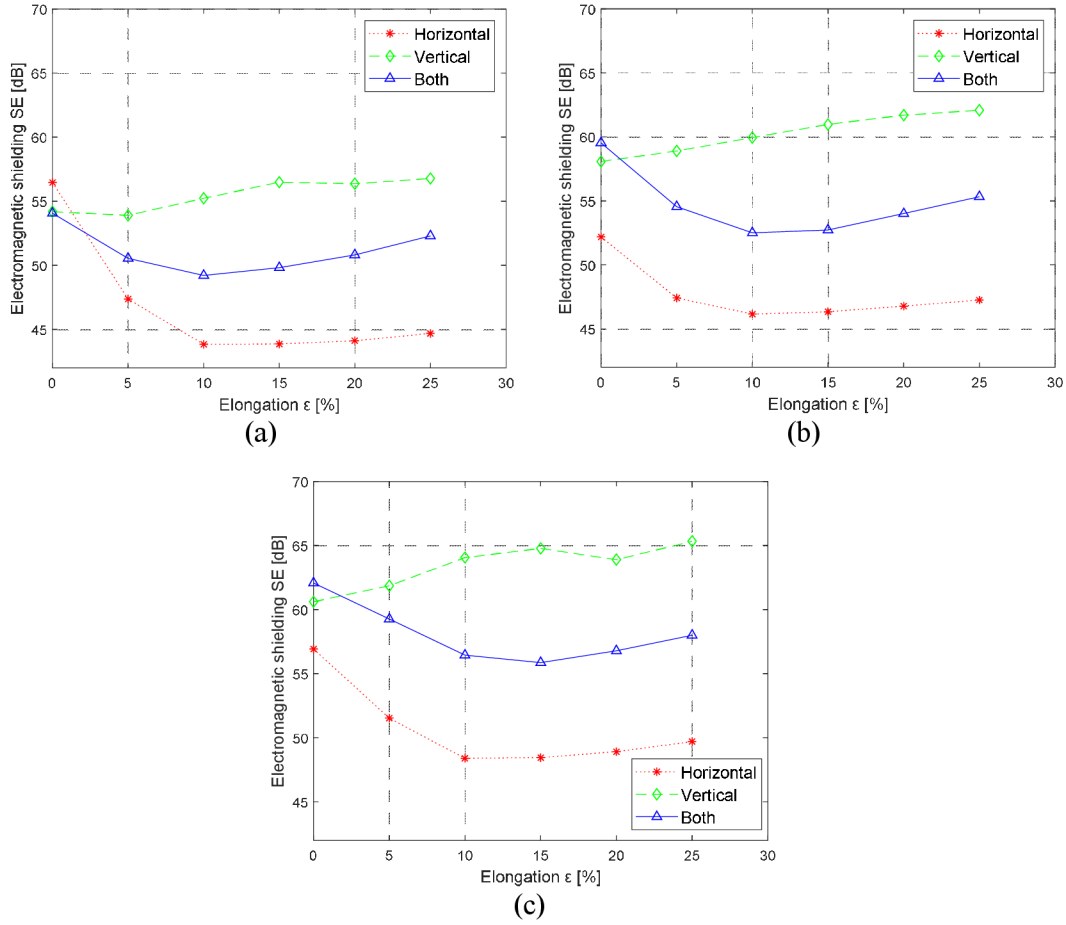 70
65
60
55
50
45
Electromagnetic shielding SE [dB]
Horizontal
Vertical
Both
0 5 10 15 20 25 30
Elongation ε [%]
(a)
70
65
60
55
50
45
Electromagnetic shielding SE [dB]
Horizontal
Vertical
Both
0 5 10 15 20 25 30
Elongation ε [%]
(b)
70
65
60
55
50
45
Electromagnetic shielding SE [dB]
Horizontal
Vertical
Both
0 5 10 15 20 25 30
Elongation ε [%]
(c)